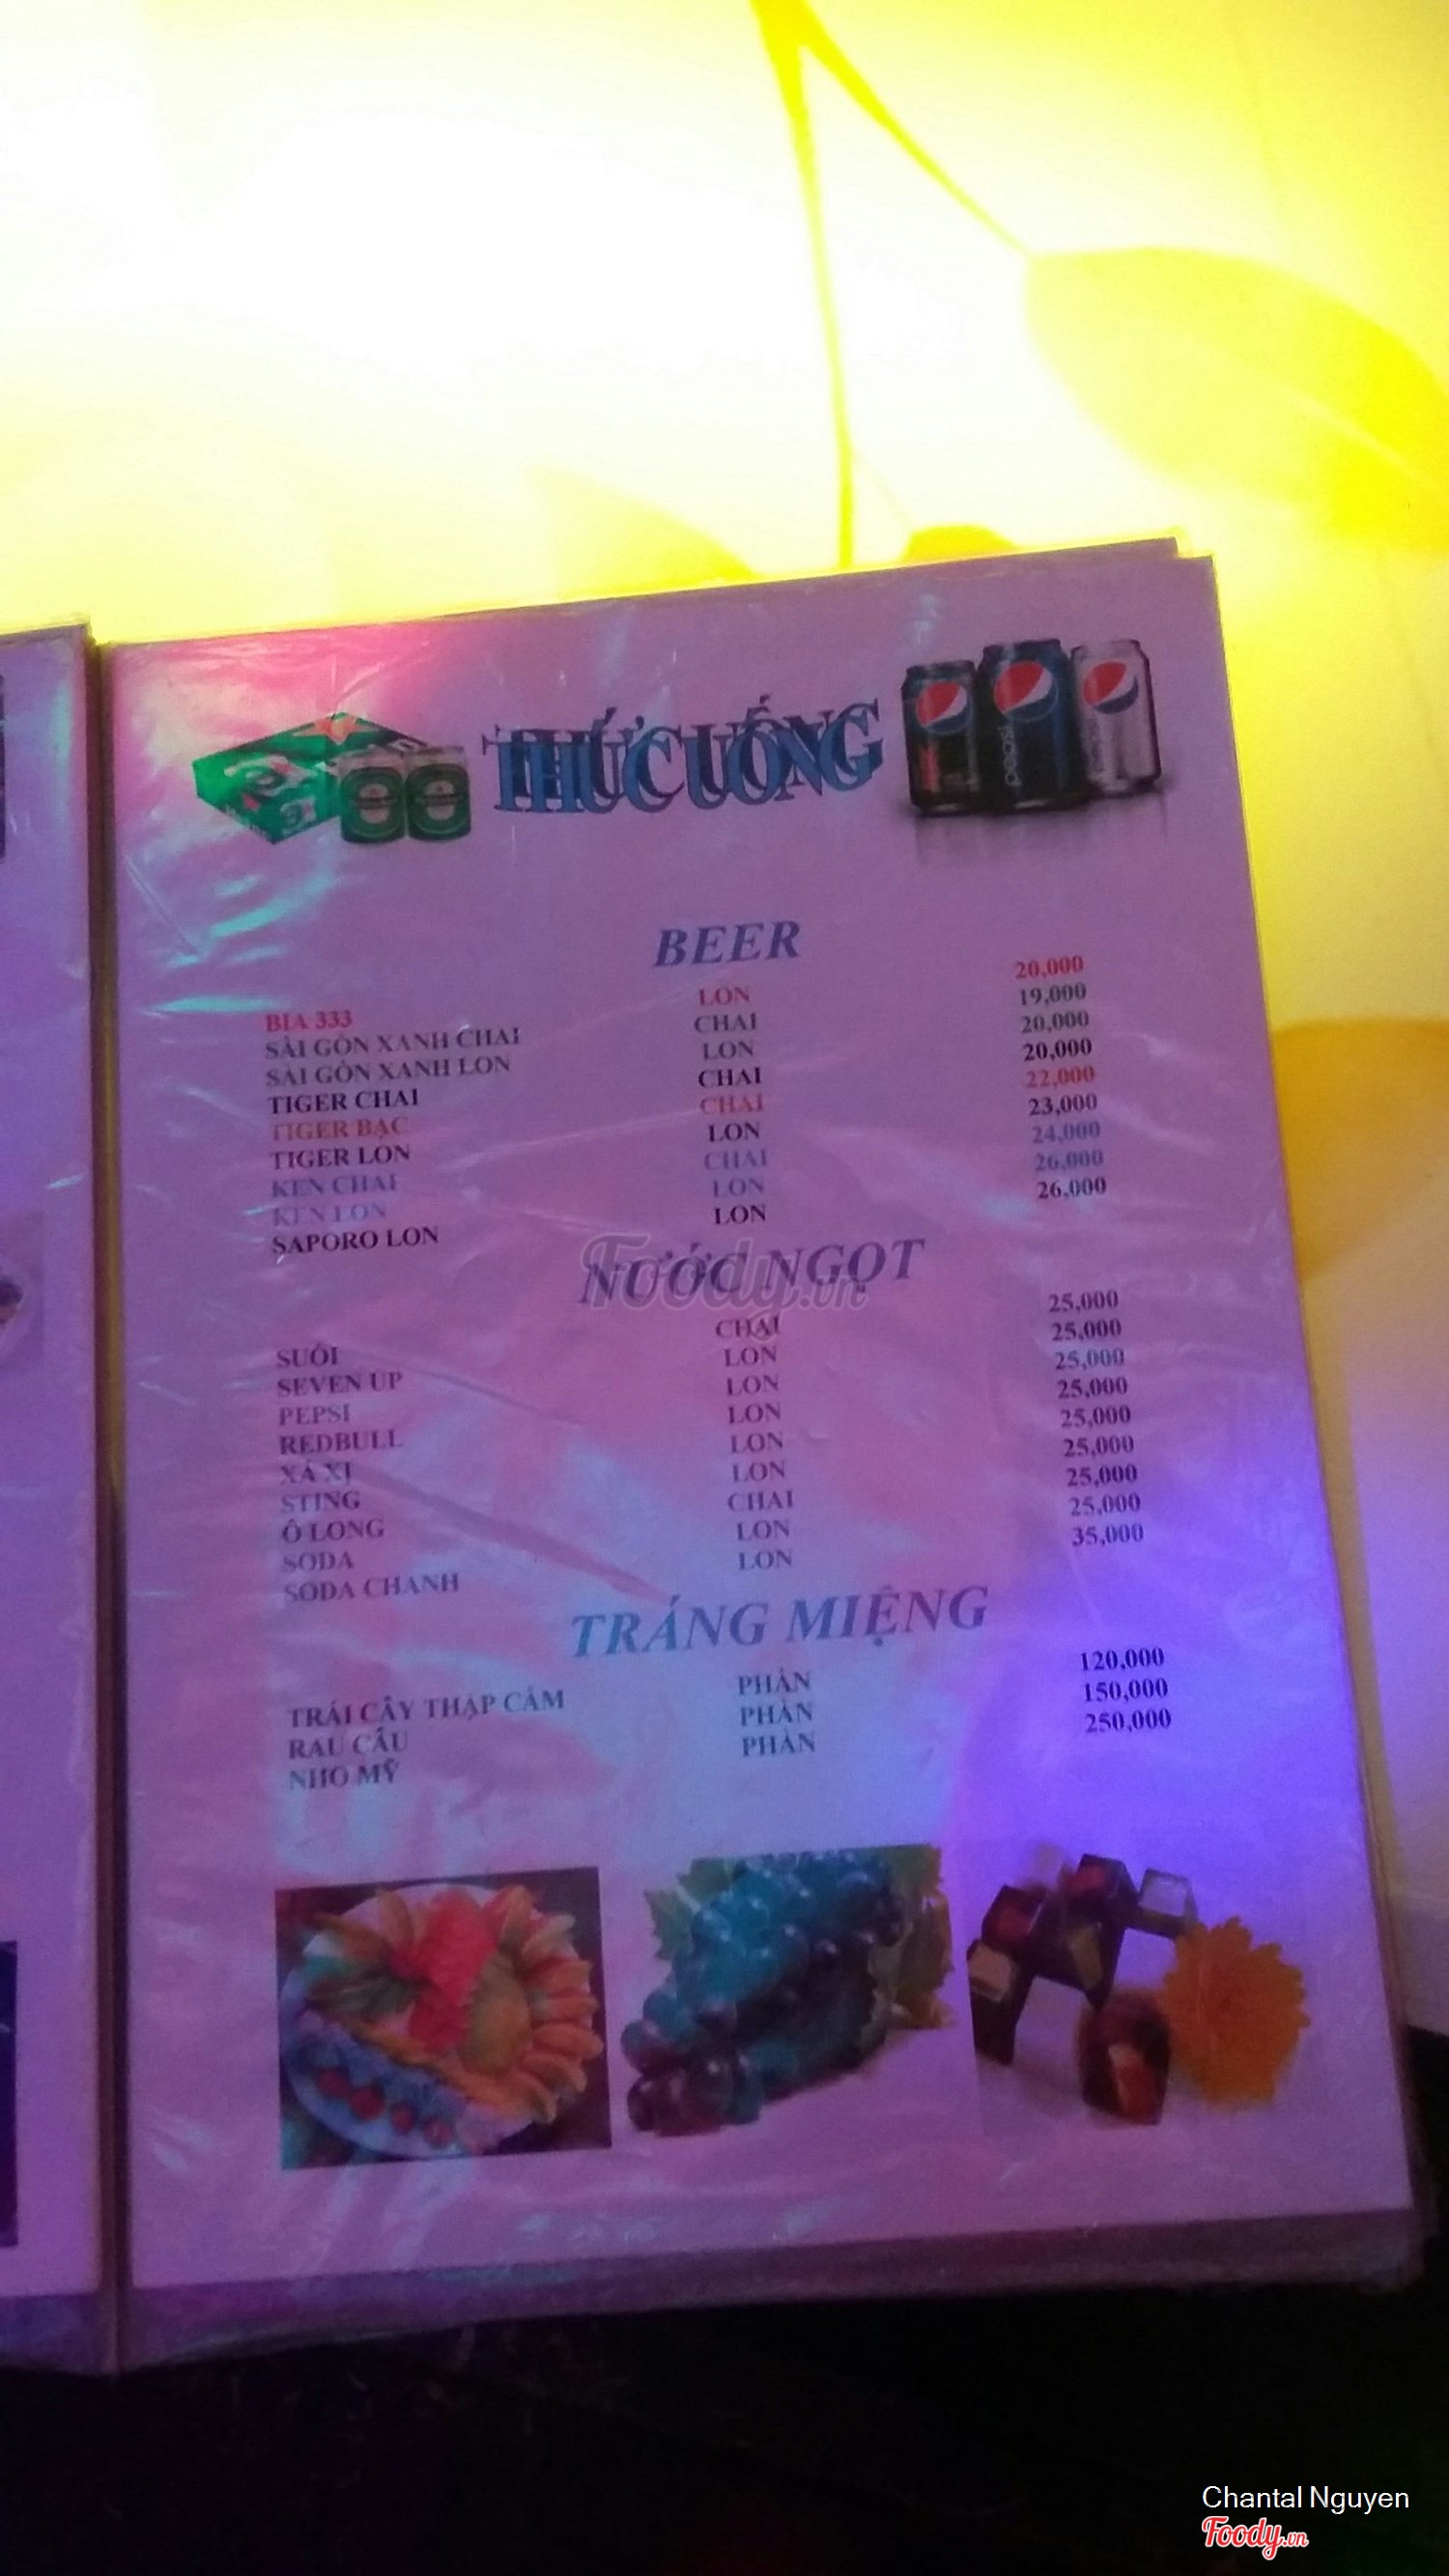 THỨC UỐNG
pepsi
BEER
BIA 333 LON 20,000
SÀI GÒN XANH CHAI CHAI 19,000
SÀI GÒN XANH LON LON 20,000
TIGER CHAI CHAI 20,000
TIGER BẠC CHAI 22,000
TIGER LON LON 23,000
KEN CHAI CHAI 24,000
KEN LON LON 26,000
SAPORO LON LON 26,000
NƯỚC NGỌT
SUỐI CHAI 25,000
SEVEN UP LON 25,000
PEPSI LON 25,000
REDBULL LON 25,000
XÁ XỊ LON 25,000
STING LON 25,000
Ô LONG CHAI 25,000
SODA LON 25,000
SODA CHANH LON 35,000
TRÁNG MIỆNG
TRÁI CÂY THẬP CẨM PHẦN 120,000
RAU CÂU PHẦN 150,000
NHO MỸ PHẦN 250,000
Foody.vn
Chantal Nguyen
Foody.vn